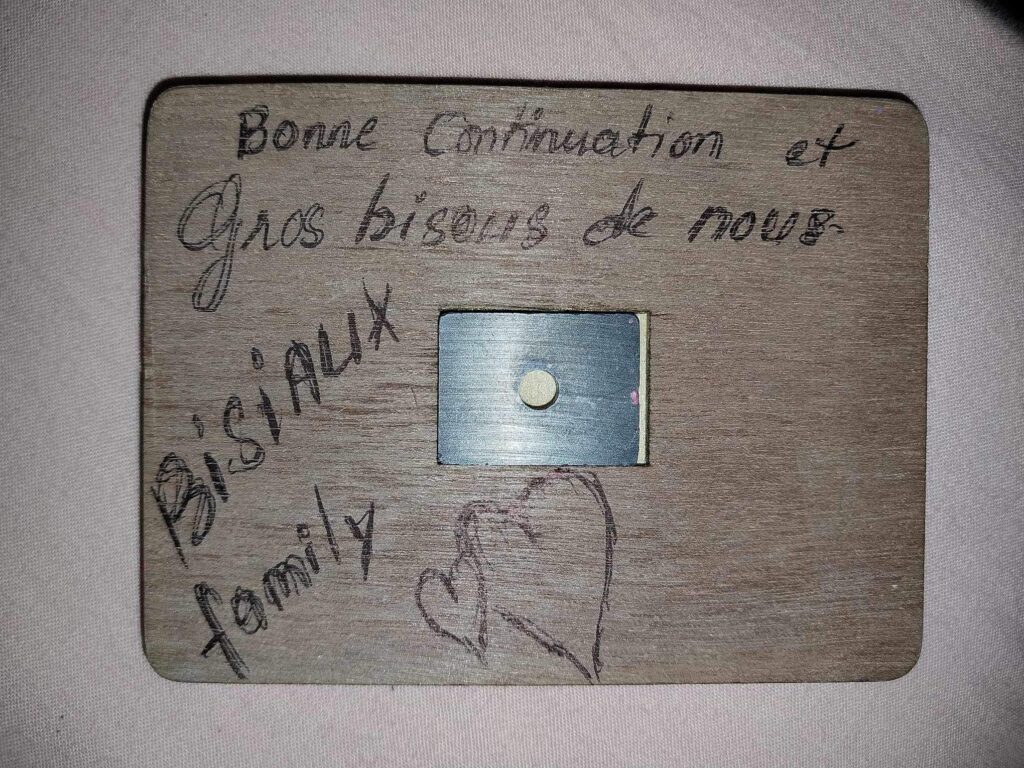 Bonne Continuation et
Gros bisous de nous
BiSiAUX
family